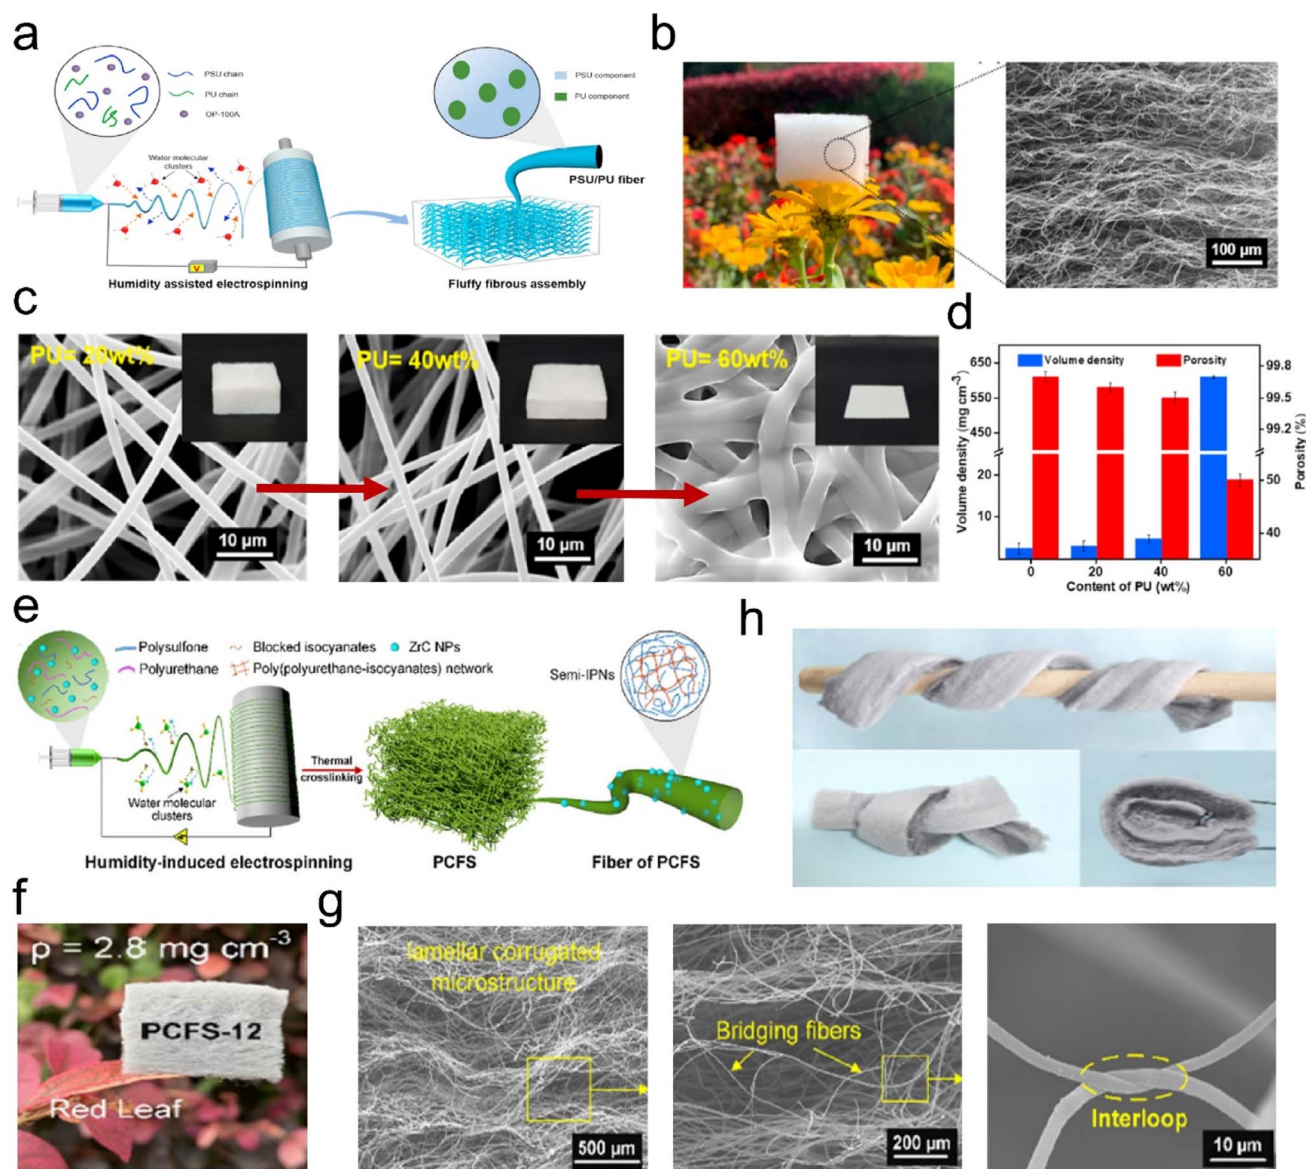 a
PSU chain
PU chain
OP-100A
Water molecular
clusters
V
Humidity assisted electrospinning
PSU component
PU component
PSU/PU fiber
Fluffy fibrous assembly
b
100 μm
c
PU= 20wt%
10 μm
PU= 40wt%
10 μm
PU= 60wt%
10 μm
d
Volume density
Porosity
Volume density (mg cm⁻³)
650
550
450
20
10
99.8
99.5
99.2
50
40
Porosity (%)
0
20
40
60
Content of PU (wt%)
e
Polysulfone
Blocked isocyanates
ZrC NPs
Polyurethane
Poly(polyurethane-isocyanates) network
Water molecular
clusters
Humidity-induced electrospinning
Thermal
crosslinking
PCFS
Semi-IPNs
Fiber of PCFS
h
f
ρ = 2.8 mg cm⁻³
PCFS-12
Red Leaf
g
lamellar corrugated
microstructure
500 μm
Bridging fibers
200 μm
Interloop
10 μm